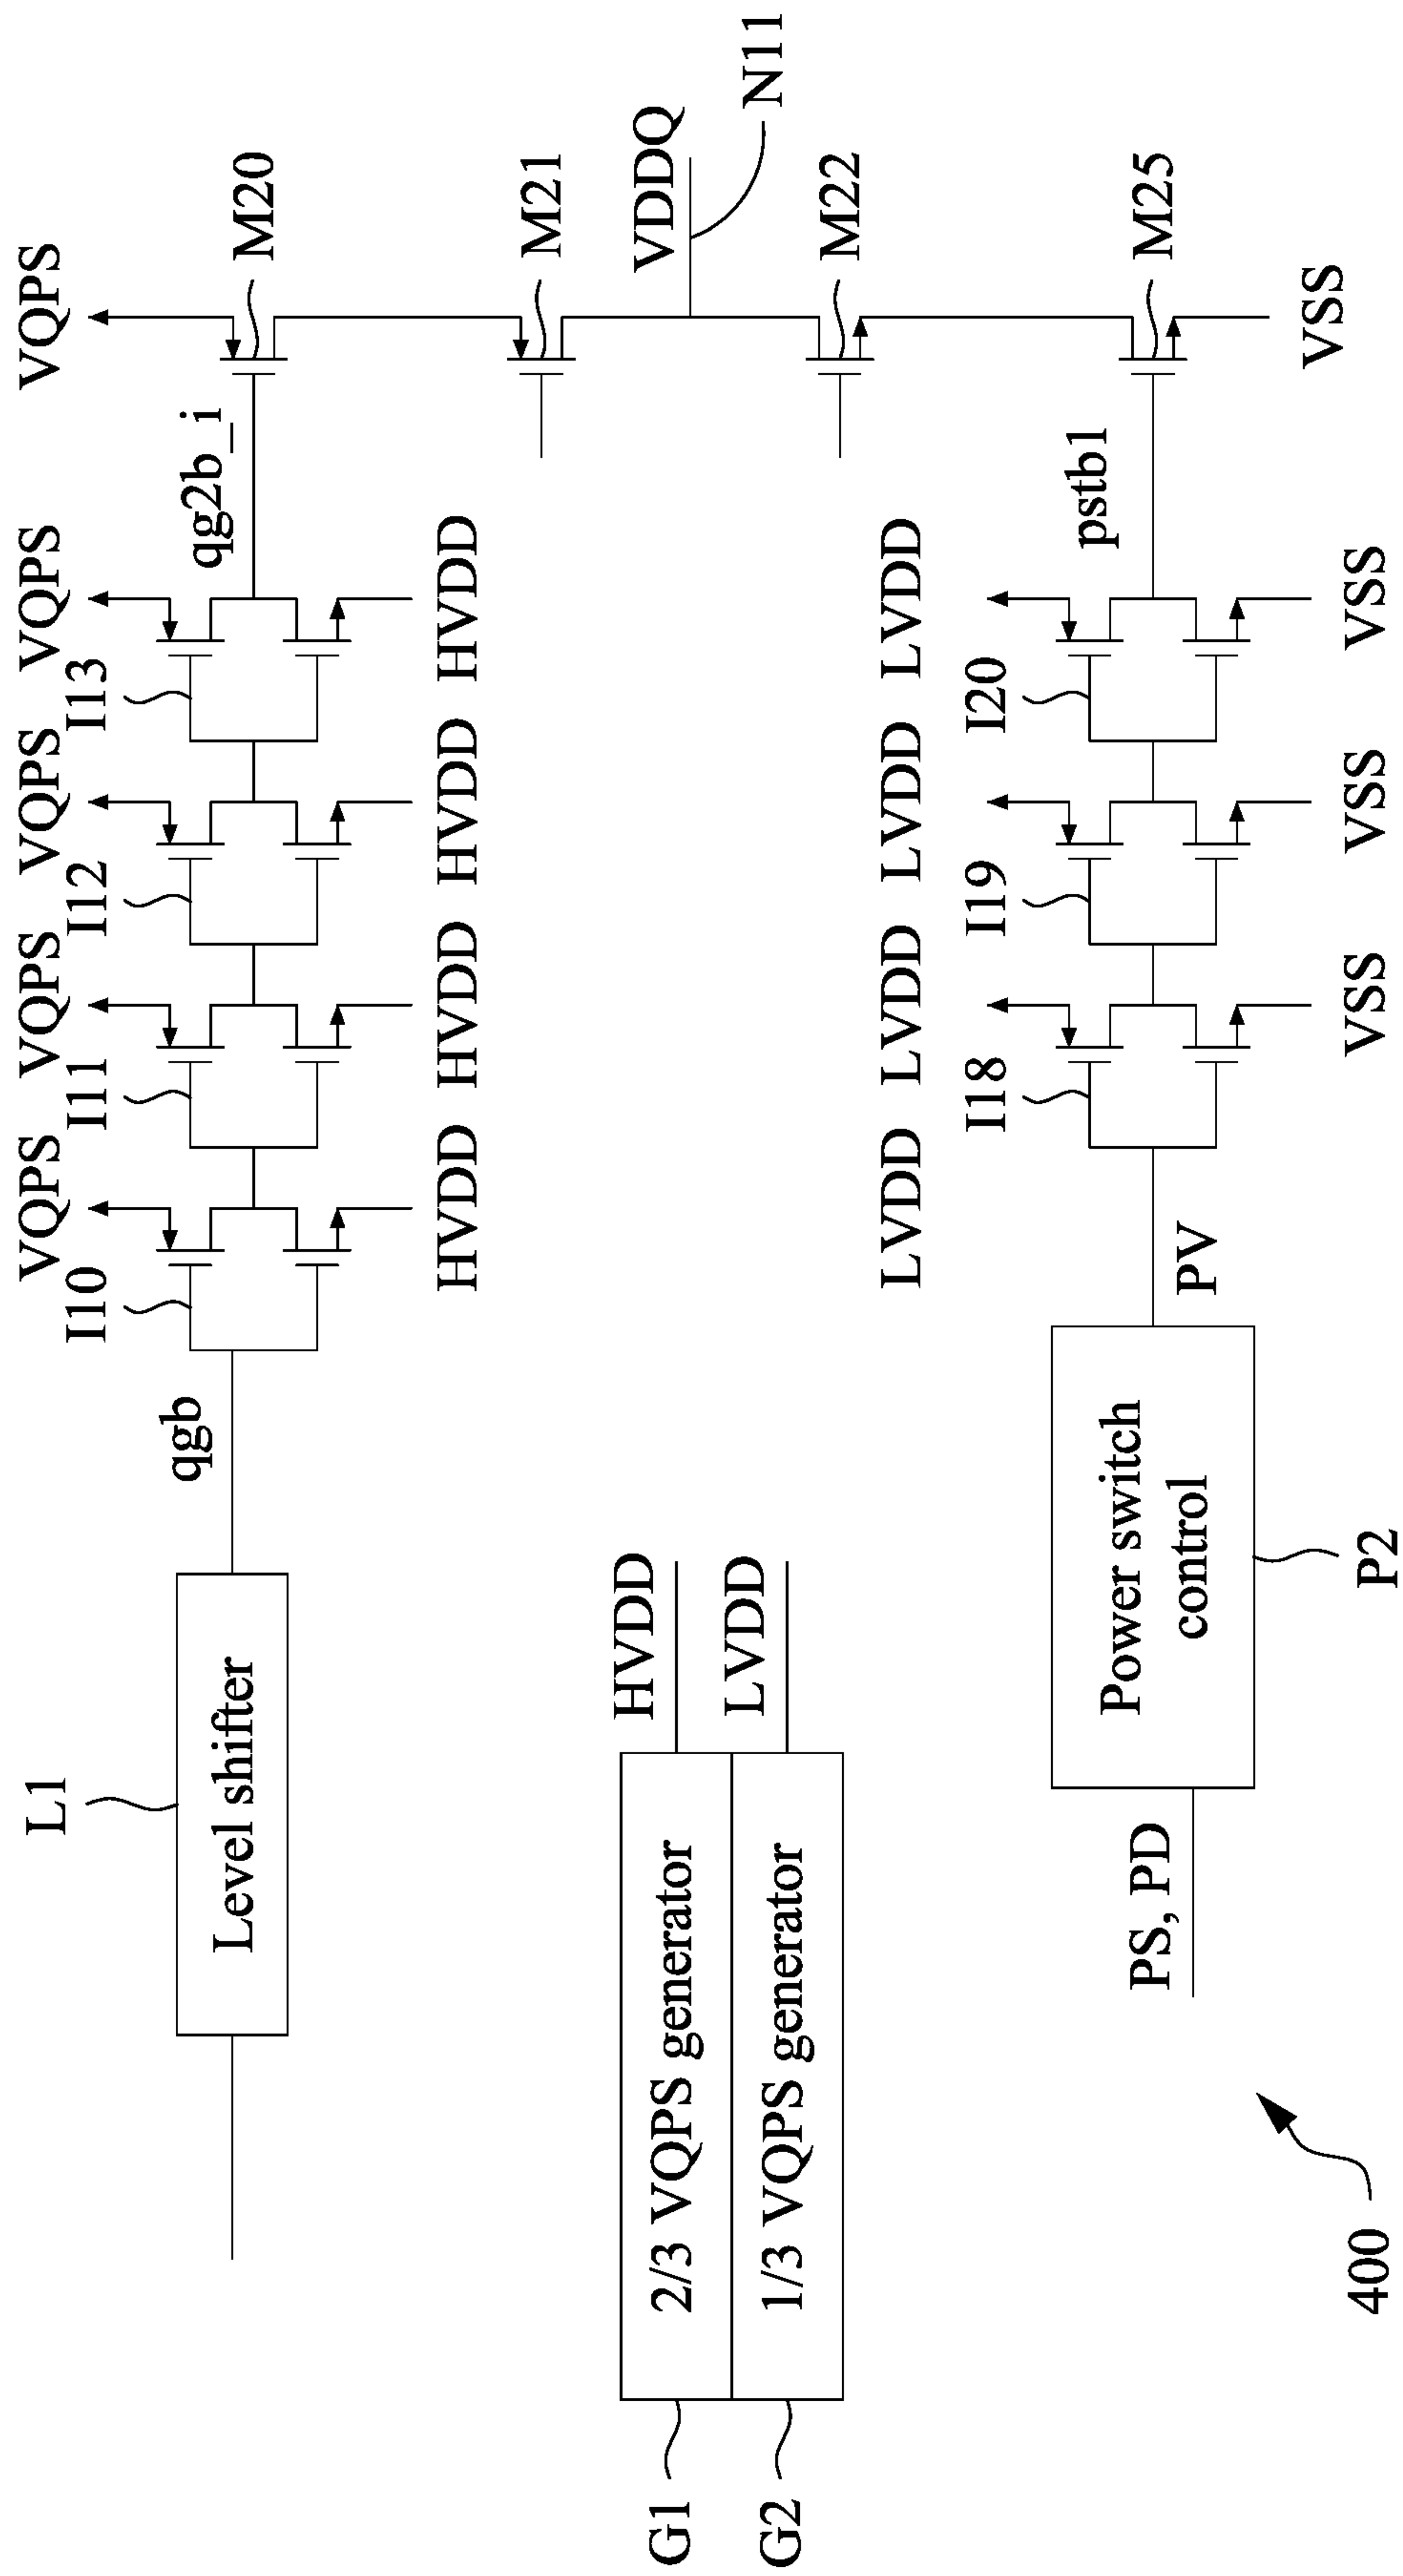 VQPS
VQPS
VQPS
VQPS
VQPS
I10
I11
I12
I13
L1
Level shifter
qgb
qg2b_i
M20
HVDD
HVDD
HVDD
HVDD
M21
G1
2/3 VQPS generator
HVDD
G2
1/3 VQPS generator
LVDD
VDDQ
N11
M22
LVDD
LVDD
LVDD
LVDD
I18
I19
I20
PS, PD
Power switch
control
PV
pstb1
M25
P2
VSS
VSS
VSS
VSS
400